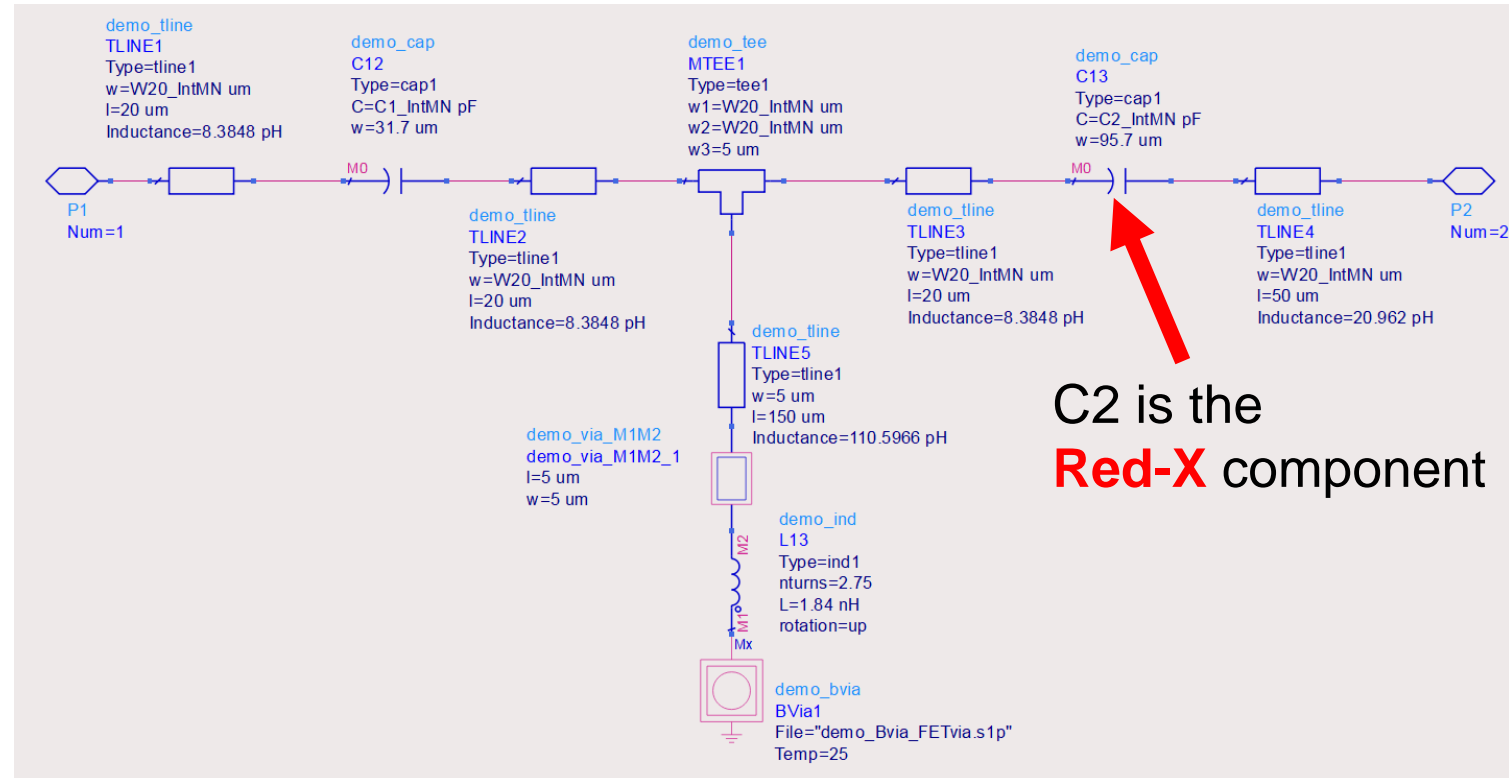 demo_tline
TLINE1
Type=tline1
w=W20_IntMN um
l=20 um
Inductance=8.3848 pH
demo_cap
C12
Type=cap1
C=C1_IntMN pF
w=31.7 um
demo_tee
MTEE1
Type=tee1
w1=W20_IntMN um
w2=W20_IntMN um
w3=5 um
demo_cap
C13
Type=cap1
C=C2_IntMN pF
w=95.7 um
M0
M0
P1
Num=1
demo_tline
TLINE2
Type=tline1
w=W20_IntMN um
l=20 um
Inductance=8.3848 pH
demo_tline
TLINE3
Type=tline1
w=W20_IntMN um
l=20 um
Inductance=8.3848 pH
demo_tline
TLINE4
Type=tline1
w=W20_IntMN um
l=50 um
Inductance=20.962 pH
P2
Num=2
demo_tline
TLINE5
Type=tline1
w=5 um
l=150 um
Inductance=110.5966 pH
C2 is the
Red-X component
demo_via_M1M2
demo_via_M1M2_1
l=5 um
w=5 um
M2
demo_ind
L13
Type=ind1
nturns=2.75
L=1.84 nH
rotation=up
M1
Mx
demo_bvia
BVia1
File="demo_Bvia_FETvia.s1p"
Temp=25